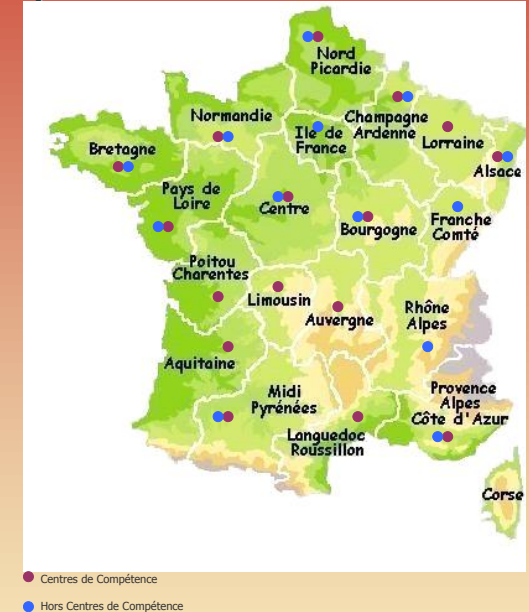 Nord
Picardie
Normandie
Champagne
Ardenne
Ile de
France
Lorraine
Bretagne
Alsace
Pays de
Loire
Centre
Bourgogne
Franche
Comté
Poitou
Charentes
Limousin
Auvergne
Rhône
Alpes
Aquitaine
Midi
Pyrénées
Provence
Alpes
Côte d'Azur
Languedoc
Roussillon
Corse
Centres de Compétence
Hors Centres de Compétence